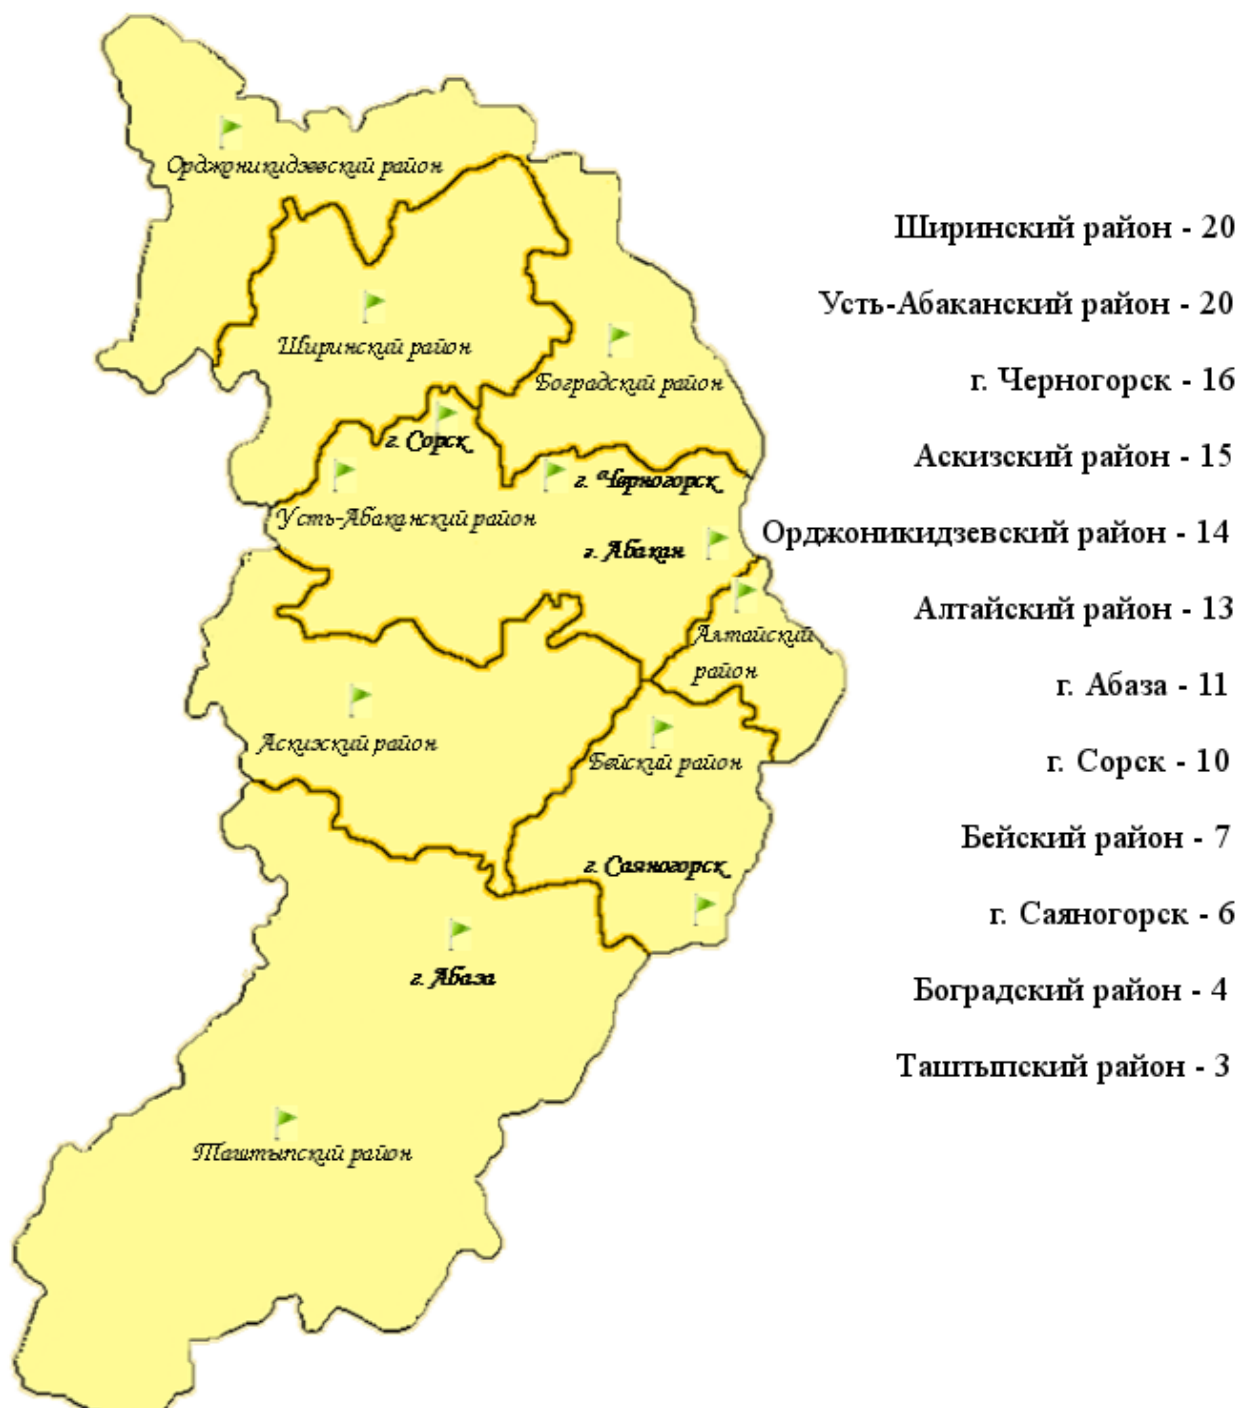 Орджоникидзевский район
Ширинский район
Боградский район
г. Сорск
г. Черногорск
Усть-Абаканский район
г. Абакан
Алтайский
район
Аскизский район
Бейский район
г. Саяногорск
г. Абаза
Таштыпский район
Ширинский район - 20
Усть-Абаканский район - 20
г. Черногорск - 16
Аскизский район - 15
Орджоникидзевский район - 14
Алтайский район - 13
г. Абаза - 11
г. Сорск - 10
Бейский район - 7
г. Саяногорск - 6
Боградский район - 4
Таштыпский район - 3